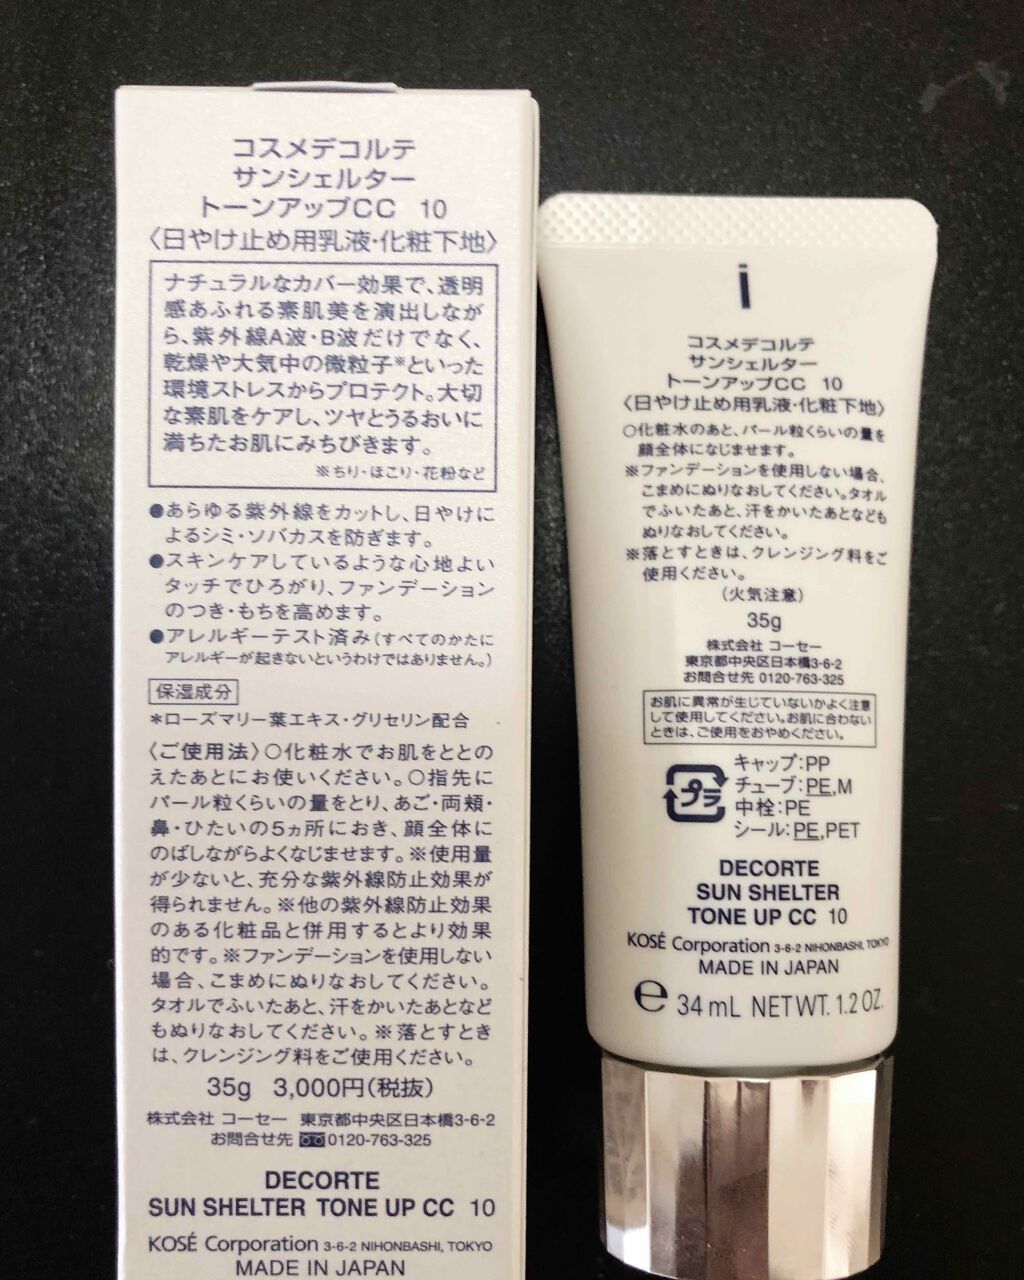 コスメデコルテ
サンシェルター
トーンアップCC 10
〈日やけ止め用乳液・化粧下地〉
ナチュラルなカバー効果で、透明
感あふれる素肌美を演出しなが
ら、紫外線A波・B波だけでなく、
乾燥や大気中の微粒子※といった
環境ストレスからプロテクト。大切
な素肌をケアし、ツヤとうるおいに
満ちたお肌にみちびきます。
※ちり・ほこり・花粉など
●あらゆる紫外線をカットし、日やけに
よるシミ・ソバカスを防ぎます。
●スキンケアしているような心地よい
タッチでひろがり、ファンデーション
のつき・もちを高めます。
●アレルギーテスト済み(すべてのかたに
アレルギーが起きないというわけではありません。)
保湿成分
*ローズマリー葉エキス・グリセリン配合
〈ご使用法〉○化粧水でお肌をととの
えたあとにお使いください。○指先に
パール粒くらいの量をとり、あご・両頬・
鼻・ひたいの5ヵ所におき、顔全体に
のばしながらよくなじませます。※使用量
が少ないと、充分な紫外線防止効果が
得られません。※他の紫外線防止効果
のある化粧品と併用するとより効果
的です。※ファンデーションを使用しない
場合、こまめにぬりなおしてください。
タオルでふいたあと、汗をかいたあとなど
もぬりなおしてください。※落とすとき
は、クレンジング料をご使用ください。
35g 3,000円(税抜)
株式会社 コーセー 東京都中央区日本橋3-6-2
お問合せ先 0120-763-325
DECORTE
SUN SHELTER TONE UP CC 10
KOSÉ Corporation 3-6-2 NIHONBASHI, TOKYO
MADE IN JAPAN
i
コスメデコルテ
サンシェルター
トーンアップCC 10
〈日やけ止め用乳液・化粧下地〉
○化粧水のあと、パール粒くらいの量を
顔全体になじませます。
※ファンデーションを使用しない場合、
こまめにぬりなおしてください。タオル
でふいたあと、汗をかいたあとなども
ぬりなおしてください。
※落とすときは、クレンジング料をご
使用ください。
(火気注意)
35g
株式会社 コーセー
東京都中央区日本橋3-6-2
お問合せ先 0120-763-325
お肌に異常が生じていないかよく注意
して使用してください。お肌に合わない
ときは、ご使用をおやめください。
プラ
キャップ:PP
チューブ:PE,M
中栓:PE
シール:PE,PET
DECORTE
SUN SHELTER
TONE UP CC 10
KOSÉ Corporation 3-6-2 NIHONBASHI, TOKYO
MADE IN JAPAN
℮ 34 mL NET WT. 1.2 OZ.